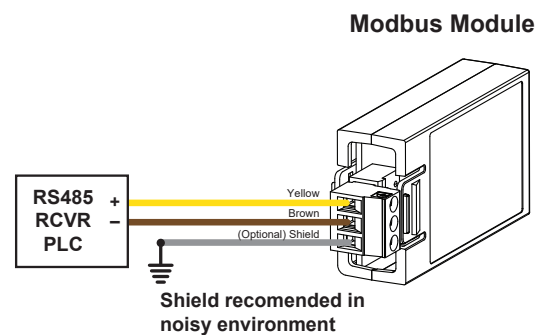 Modbus Module
Yellow
RS485 +
Brown
RCVR −
(Optional) Shield
PLC
Shield recomended in
noisy environment